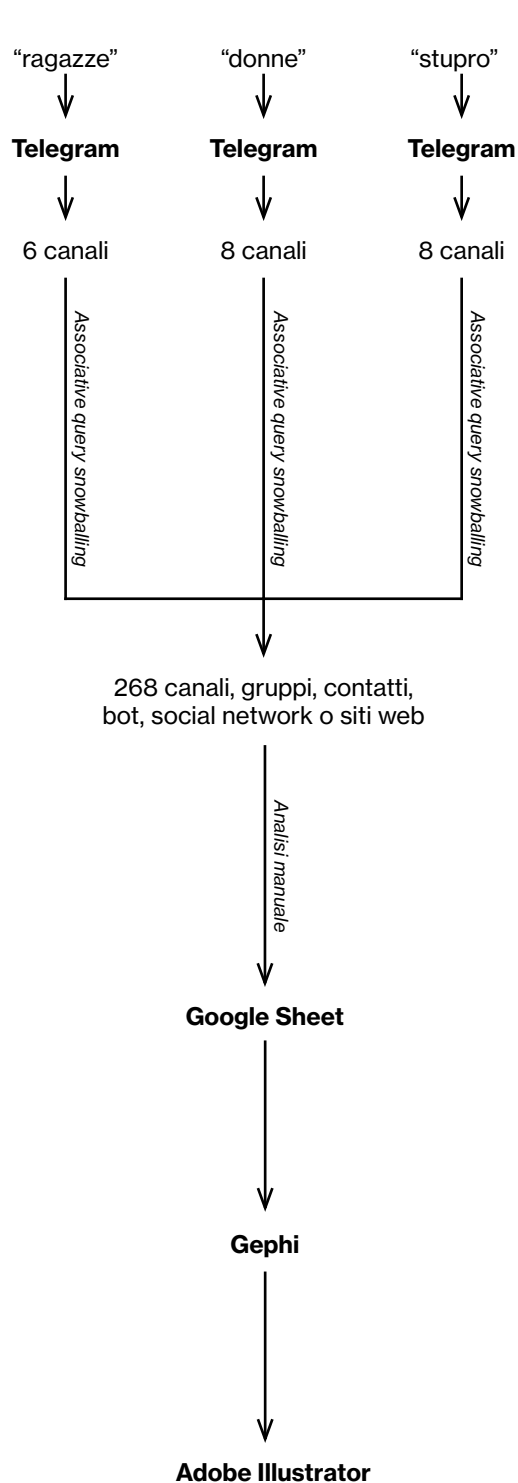 “ragazze” “donne” “stupro”
Telegram Telegram Telegram
6 canali 8 canali 8 canali
Associative query snowballing
Associative query snowballing
Associative query snowballing
268 canali, gruppi, contatti,
bot, social network o siti web
Analisi manuale
Google Sheet
Gephi
Adobe Illustrator